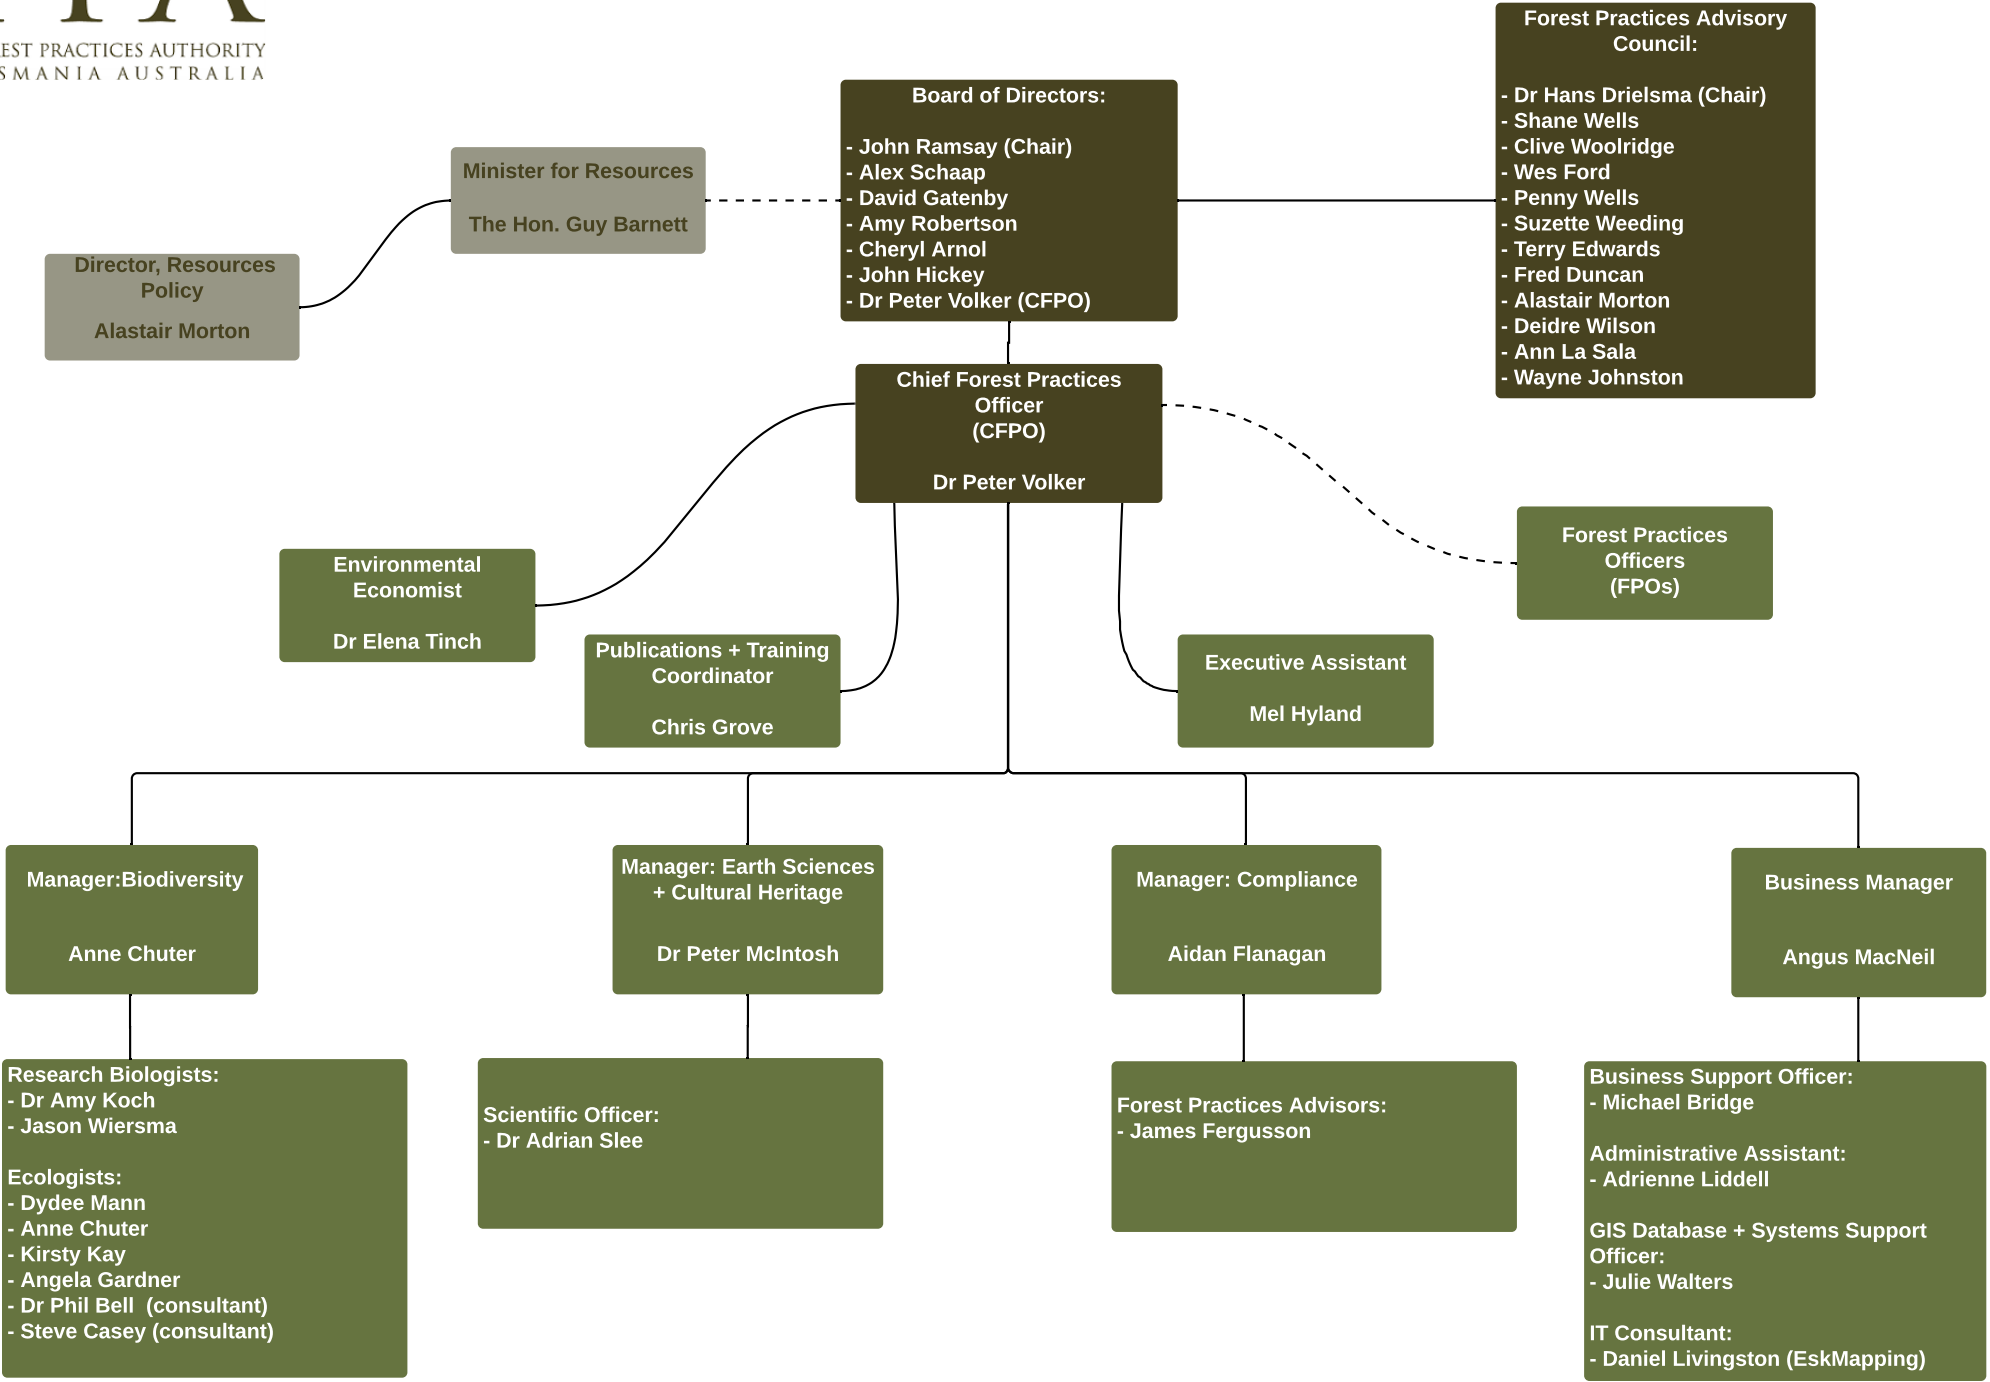 PRACTICES AUTHORITY
AUSTRALIA
Forest Practices Advisory
Council:
- Dr Hans Drielsma (Chair)
- Shane Wells
- Clive Woolridge
- Wes Ford
- Penny Wells
- Suzette Weeding
- Terry Edwards
- Fred Duncan
- Alastair Morton
- Deidre Wilson
- Ann La Sala
- Wayne Johnston
Board of Directors:
- John Ramsay (Chair)
- Alex Schaap
- David Gatenby
- Amy Robertson
- Cheryl Arnol
- John Hickey
- Dr Peter Volker (CFPO)
Minister for Resources
The Hon. Guy Barnett
Director, Resources
Policy
Alastair Morton
Chief Forest Practices
Officer
(CFPO)
Dr Peter Volker
Forest Practices
Officers
(FPOs)
Environmental
Economist
Dr Elena Tinch
Publications + Training
Coordinator
Chris Grove
Executive Assistant
Mel Hyland
Manager:Biodiversity
Anne Chuter
Manager: Earth Sciences
+ Cultural Heritage
Dr Peter McIntosh
Manager: Compliance
Aidan Flanagan
Business Manager
Angus MacNeil
Research Biologists:
- Dr Amy Koch
- Jason Wiersma
Ecologists:
- Dydee Mann
- Anne Chuter
- Kirsty Kay
- Angela Gardner
- Dr Phil Bell  (consultant)
- Steve Casey (consultant)
Scientific Officer:
- Dr Adrian Slee
Forest Practices Advisors:
- James Fergusson
Business Support Officer:
- Michael Bridge
Administrative Assistant:
- Adrienne Liddell
GIS Database + Systems Support
Officer:
- Julie Walters
IT Consultant:
- Daniel Livingston (EskMapping)